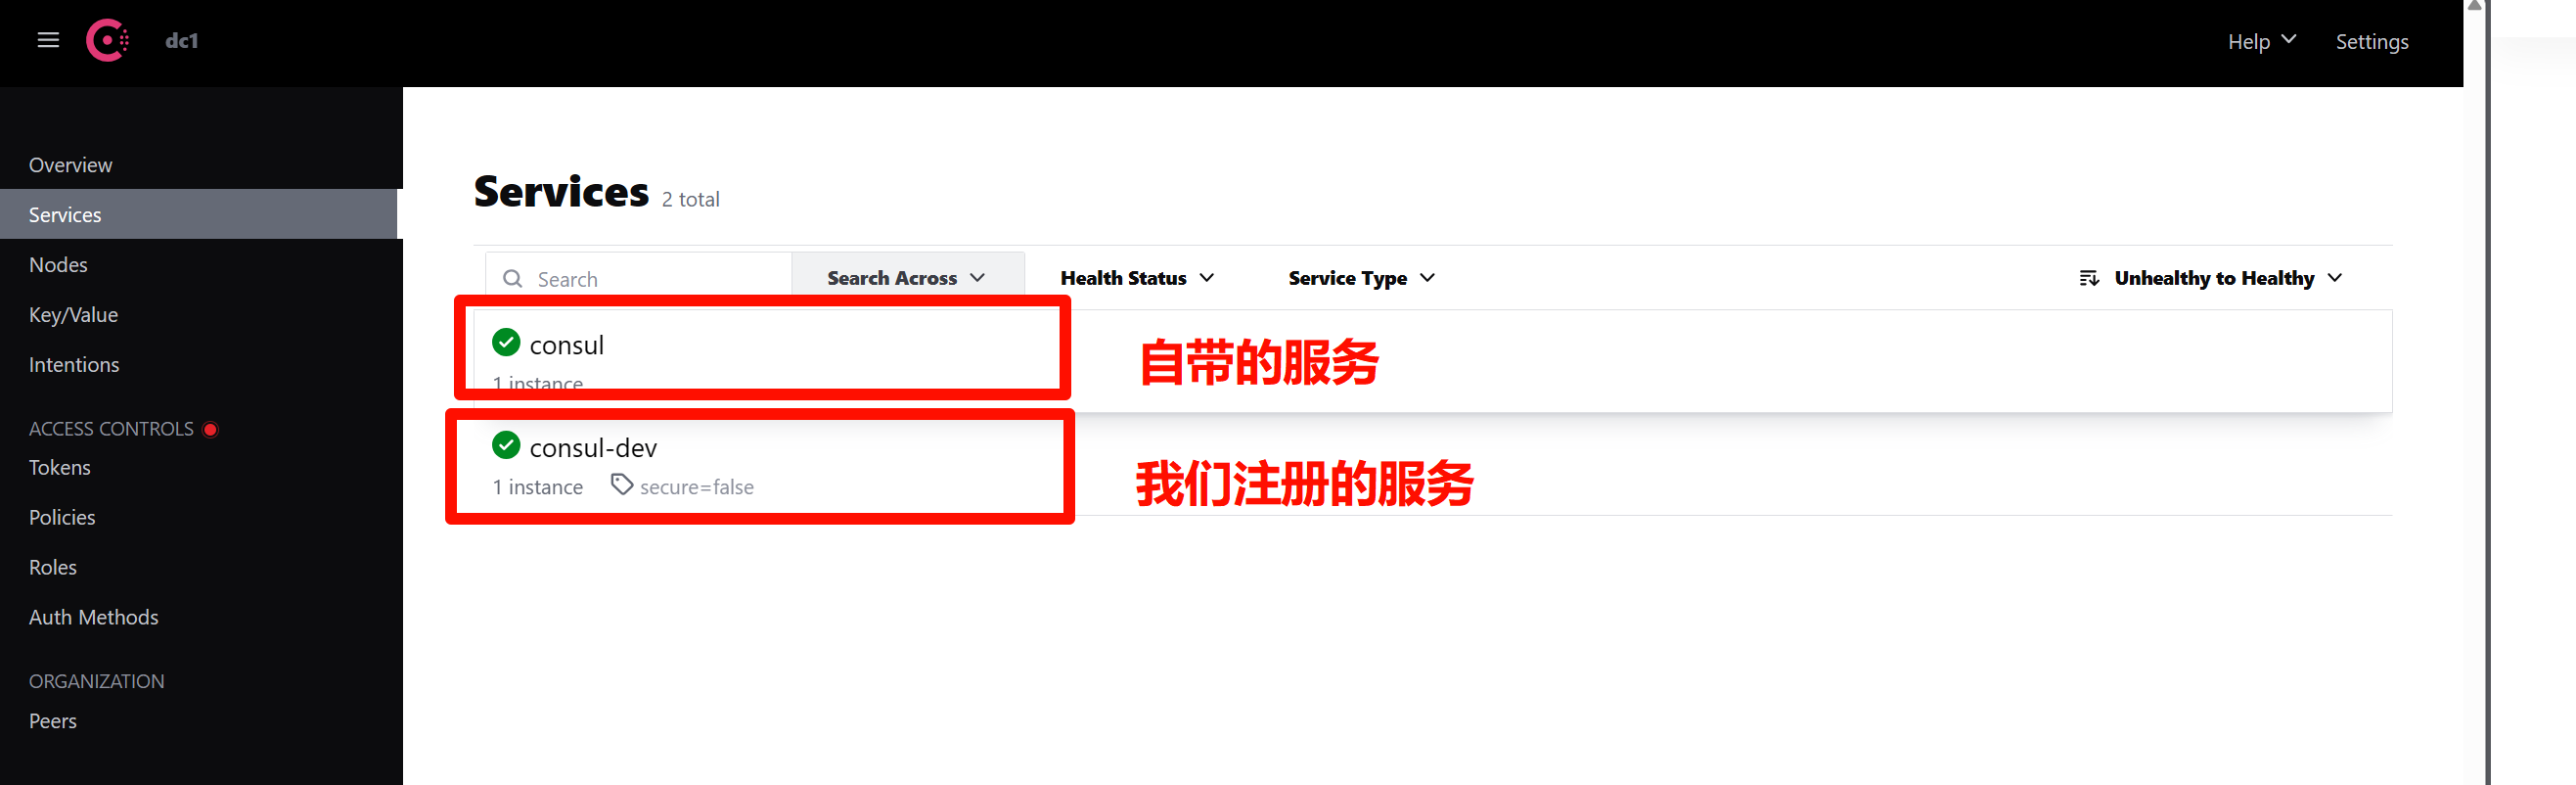 dc1
Help
Settings
Overview
Services
Nodes
Key/Value
Intentions
ACCESS CONTROLS
Tokens
Policies
Roles
Auth Methods
ORGANIZATION
Peers
Services 2 total
Search
Search Across
Health Status
Service Type
Unhealthy to Healthy
consul
1 instance
自带的服务
consul-dev
1 instance secure=false
我们注册的服务